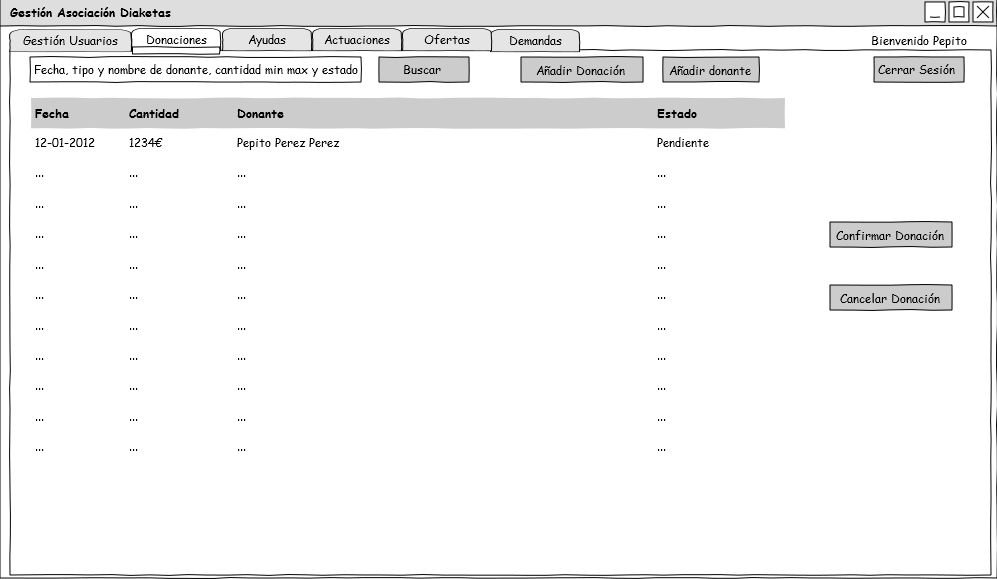 Gestión Asociación Diaketas
Gestión Usuarios Donaciones Ayudas Actuaciones Ofertas Demandas Bienvenido Pepito
Fecha, tipo y nombre de donante, cantidad min max y estado Buscar Añadir Donación Añadir donante Cerrar Sesión
Fecha Cantidad Donante Estado
12-01-2012 1234€ Pepito Perez Perez Pendiente
... ... ... ...
... ... ... ...
... ... ... ... Confirmar Donación
... ... ... ...
... ... ... ... Cancelar Donación
... ... ... ...
... ... ... ...
... ... ... ...
... ... ... ...
... ... ... ...